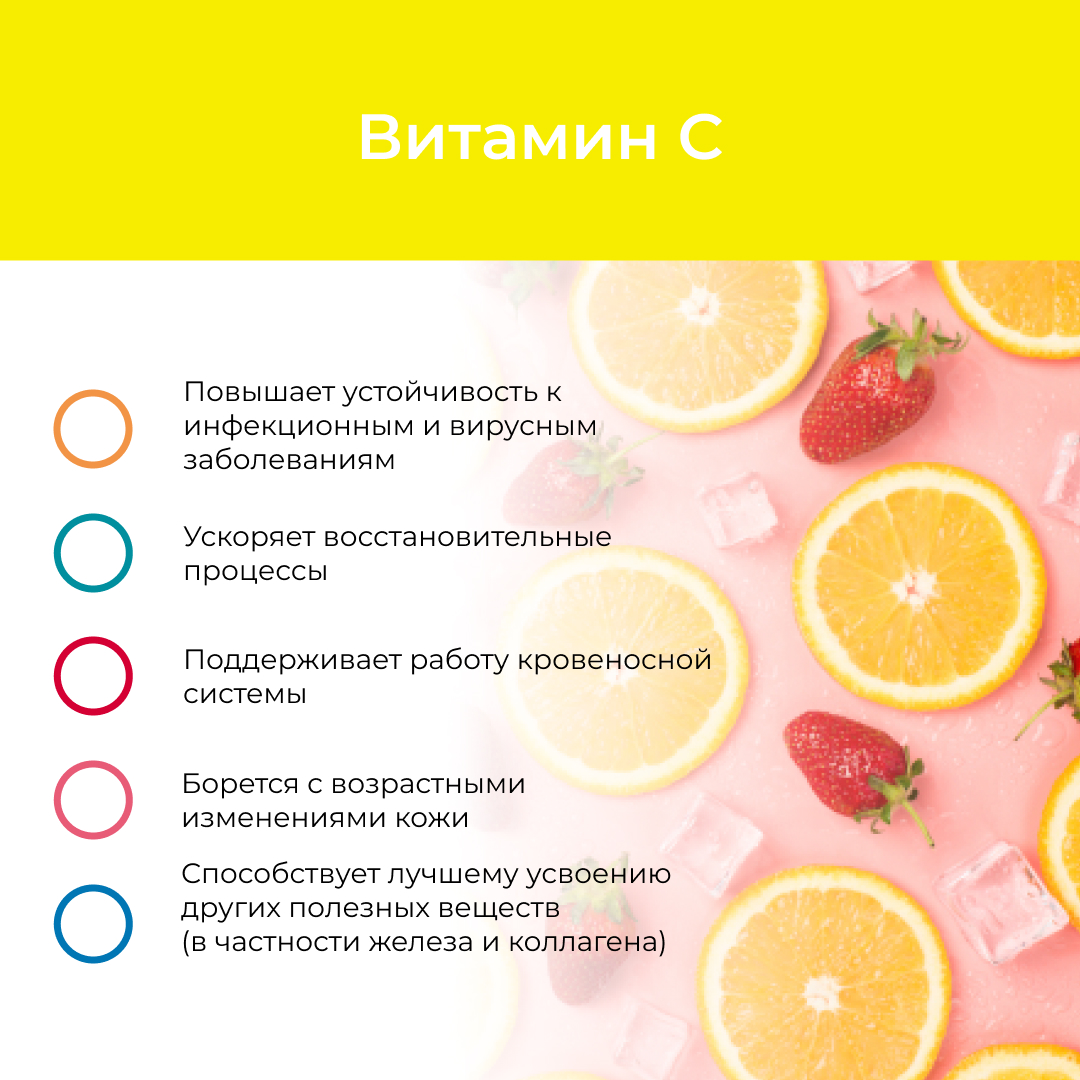 Витамин С
Повышает устойчивость к
инфекционным и вирусным
заболеваниям
Ускоряет восстановительные
процессы
Поддерживает работу кровеносной
системы
Борется с возрастными
изменениями кожи
Способствует лучшему усвоению
других полезных веществ
(в частности железа и коллагена)